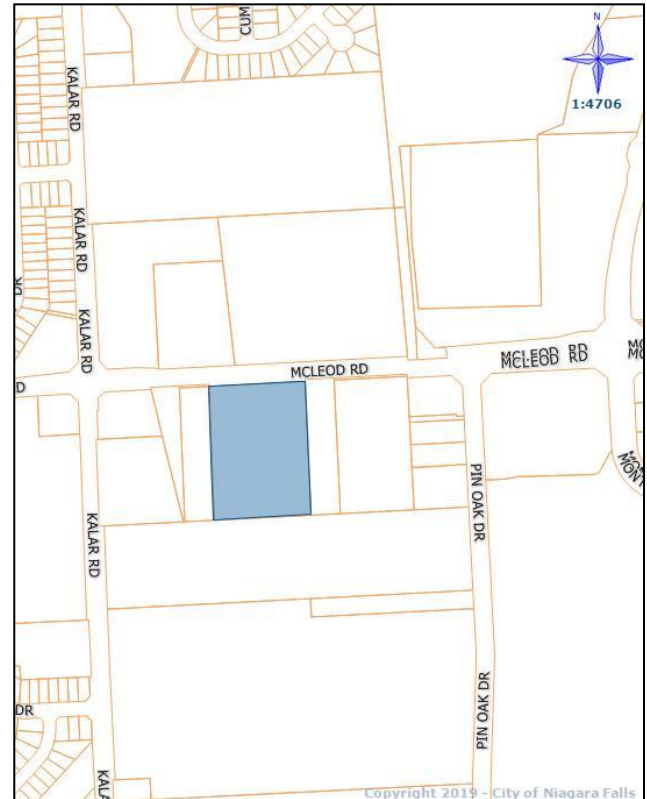 CUM
N
1:4706
KALAR RD
KALAR RD
KALAR RD
MCLEOD RD
MCLEOD RD
MCLEOD RD
D
PIN OAK DR
KALAR RD
PIN OAK DR
DR
KALA
Copyright 2019 - City of Niagara Falls